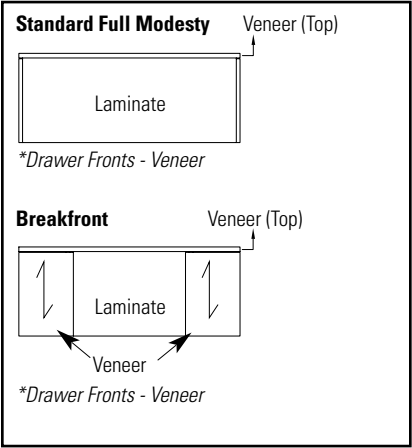 Standard Full Modesty
Veneer (Top)
Laminate
*Drawer Fronts - Veneer
Breakfront
Veneer (Top)
Laminate
Veneer
*Drawer Fronts - Veneer